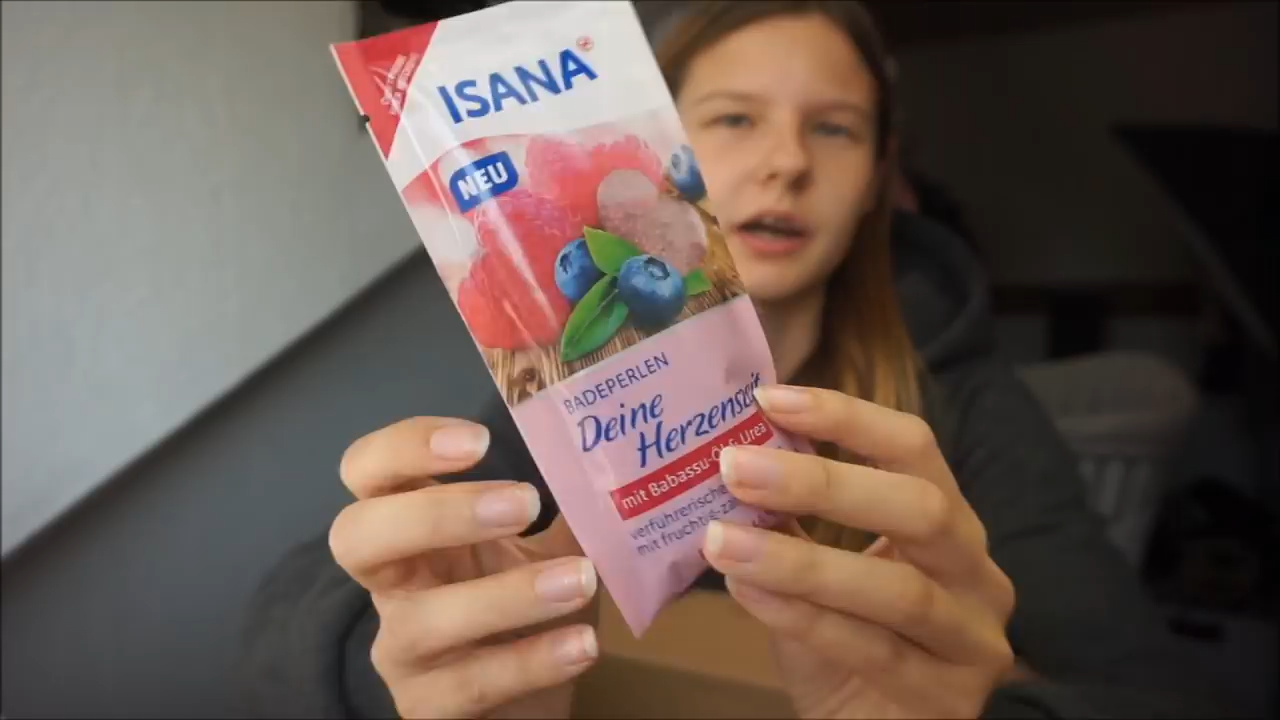 ISANA
NEU
BADEPERLEN
Deine
Herzenszeit
mit Babassu-Öl & Urea
verführerische
mit fruchtig-